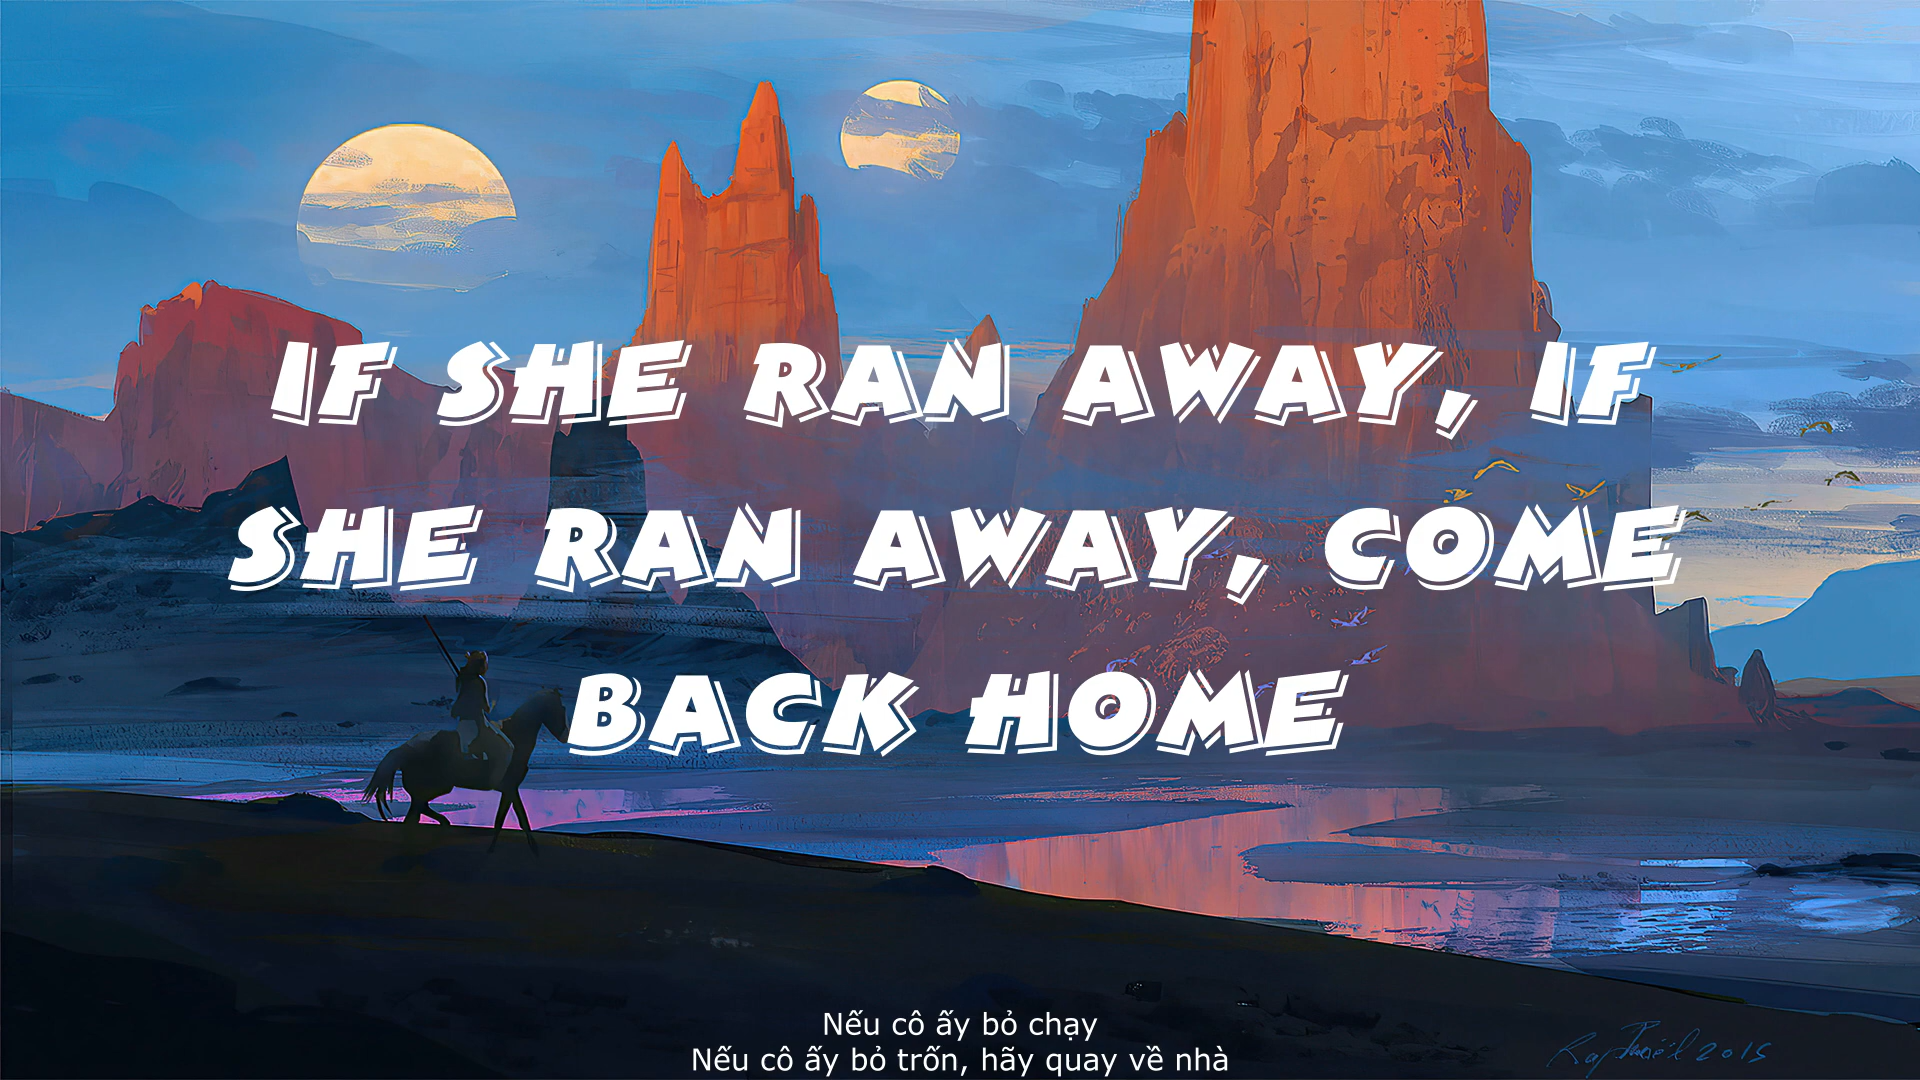 IF SHE RAN AWAY, IF
SHE RAN AWAY, COME
BACK HOME
Nếu cô ấy bỏ chạy
Nếu cô ấy bỏ trốn, hãy quay về nhà
2015